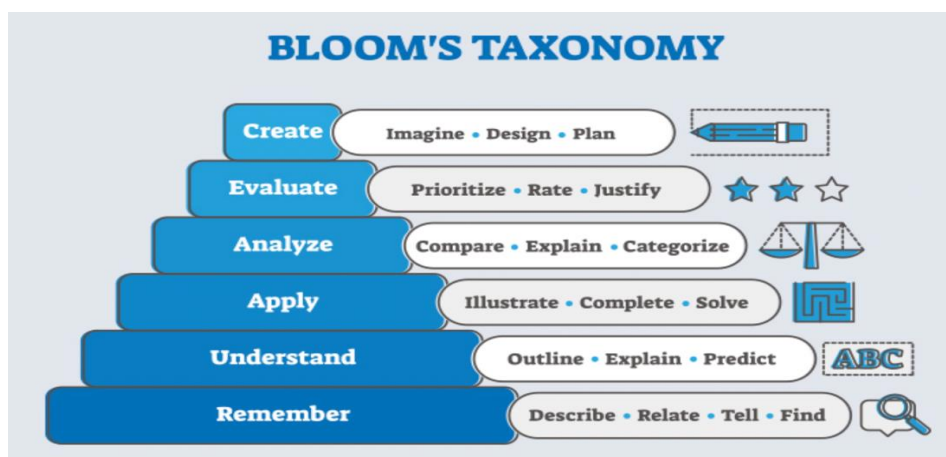 BLOOM'S TAXONOMY
Create
Imagine • Design • Plan
Evaluate
Prioritize • Rate • Justify
Analyze
Compare • Explain • Categorize
Apply
Illustrate • Complete • Solve
Understand
Outline • Explain • Predict
ABC
Remember
Describe • Relate • Tell • Find